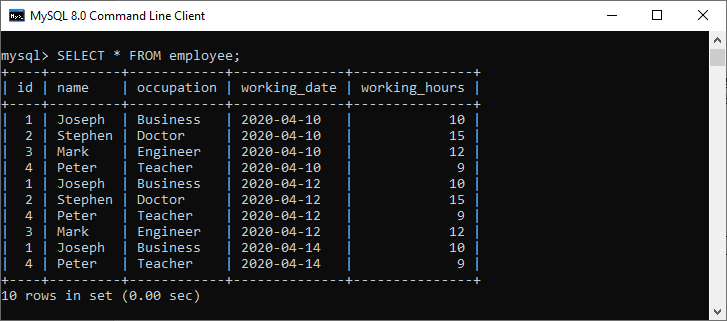 MySQL 8.0 Command Line Client
mysql> SELECT * FROM employee;
+----+---------+------------+--------------+---------------+
| id | name    | occupation | working_date | working_hours |
+----+---------+------------+--------------+---------------+
|  1 | Joseph  | Business   | 2020-04-10   |            10 |
|  2 | Stephen | Doctor     | 2020-04-10   |            15 |
|  3 | Mark    | Engineer   | 2020-04-10   |            12 |
|  4 | Peter   | Teacher    | 2020-04-10   |             9 |
|  1 | Joseph  | Business   | 2020-04-12   |            10 |
|  2 | Stephen | Doctor     | 2020-04-12   |            15 |
|  4 | Peter   | Teacher    | 2020-04-12   |             9 |
|  3 | Mark    | Engineer   | 2020-04-12   |            12 |
|  1 | Joseph  | Business   | 2020-04-14   |            10 |
|  4 | Peter   | Teacher    | 2020-04-14   |             9 |
+----+---------+------------+--------------+---------------+
10 rows in set (0.00 sec)